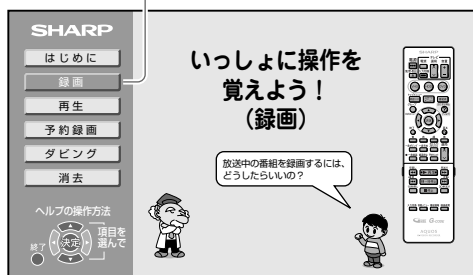 SHARP
はじめに
録画
再生
予約録画
ダビング
消去
ヘルプの操作方法
項目を
選んで
決定
終了
いっしょに操作を
覚えよう！
（録画）
放送中の番組を録画するには、
どうしたらいいの？
SHARP
AQUOS